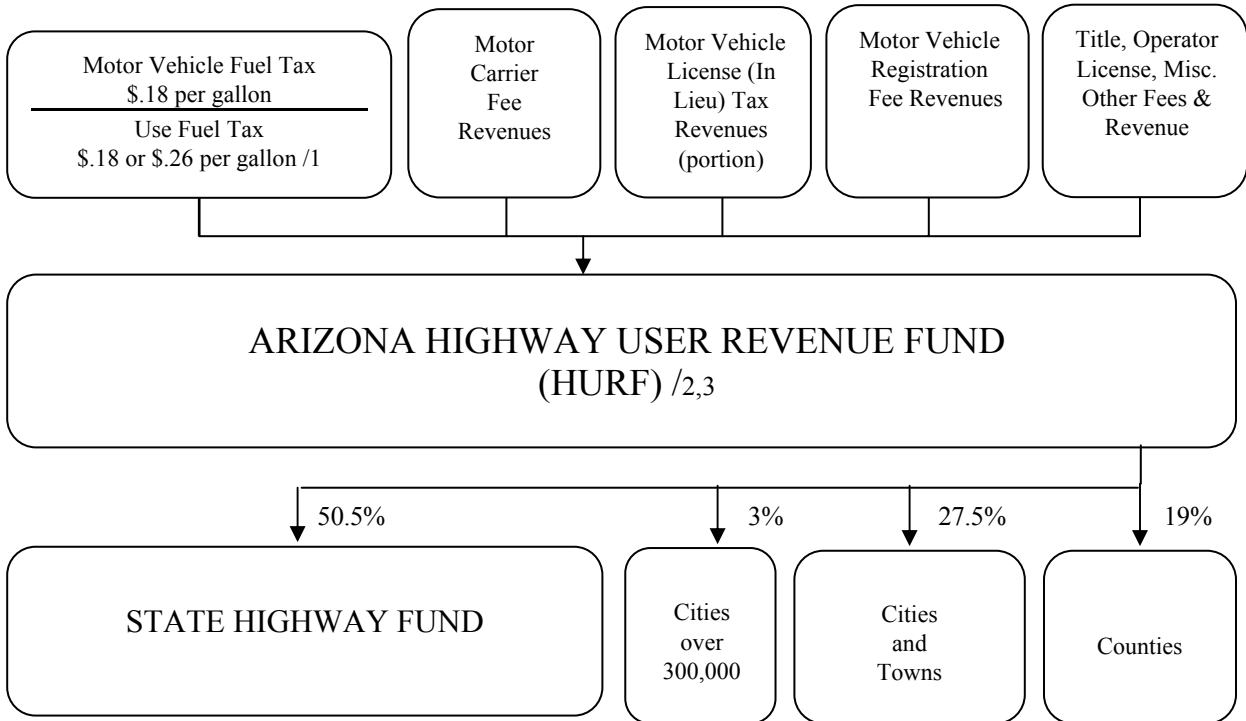 Motor Vehicle Fuel Tax
$.18 per gallon
Use Fuel Tax
$.18 or $.26 per gallon /1
Motor
Carrier
Fee
Revenues
Motor Vehicle
License (In
Lieu) Tax
Revenues
(portion)
Motor Vehicle
Registration
Fee Revenues
Title, Operator
License, Misc.
Other Fees &
Revenue
ARIZONA HIGHWAY USER REVENUE FUND
(HURF) /2,3
50.5%
3%
27.5%
19%
STATE HIGHWAY FUND
Cities
over
300,000
Cities
and
Towns
Counties